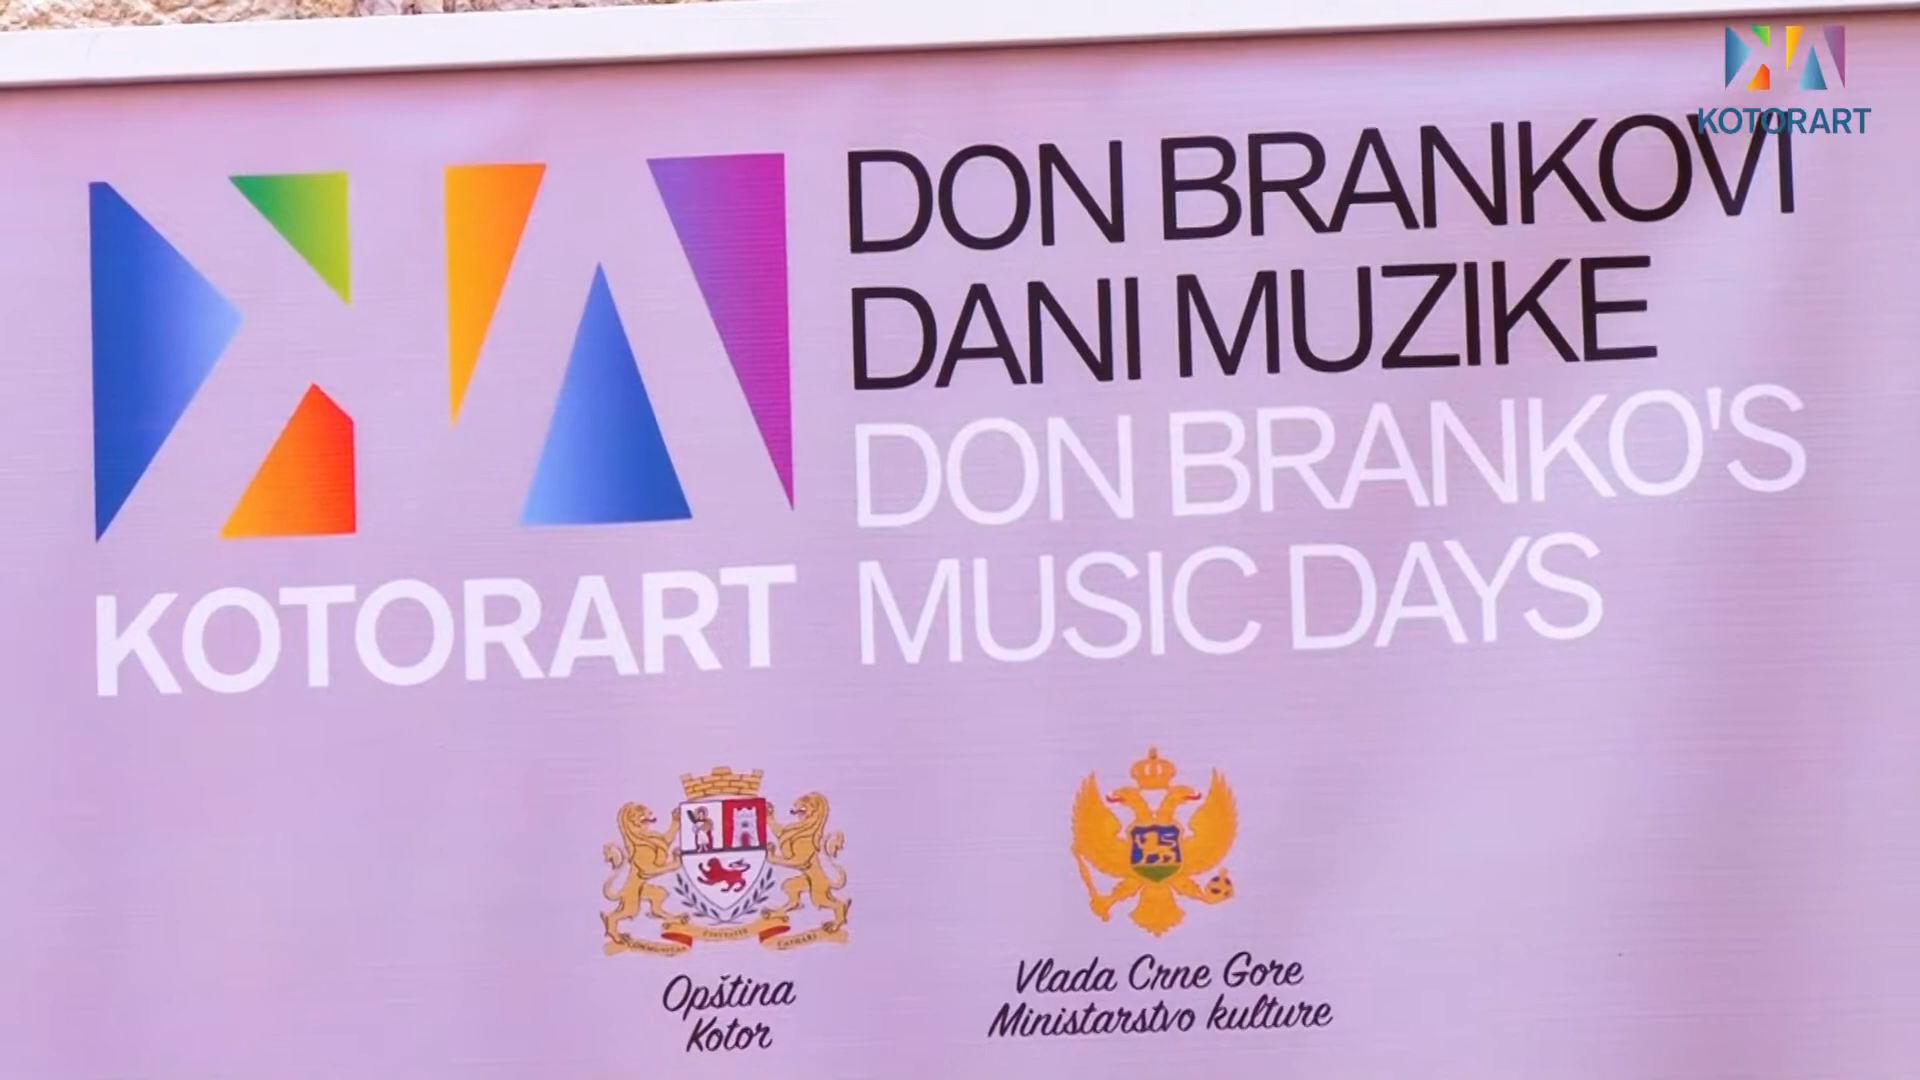 KOTORART
DON BRANKOVI
DANI MUZIKE
DON BRANKO'S
MUSIC DAYS
KOTORART
Opština
Kotor
Vlada Crne Gore
Ministarstvo kulture